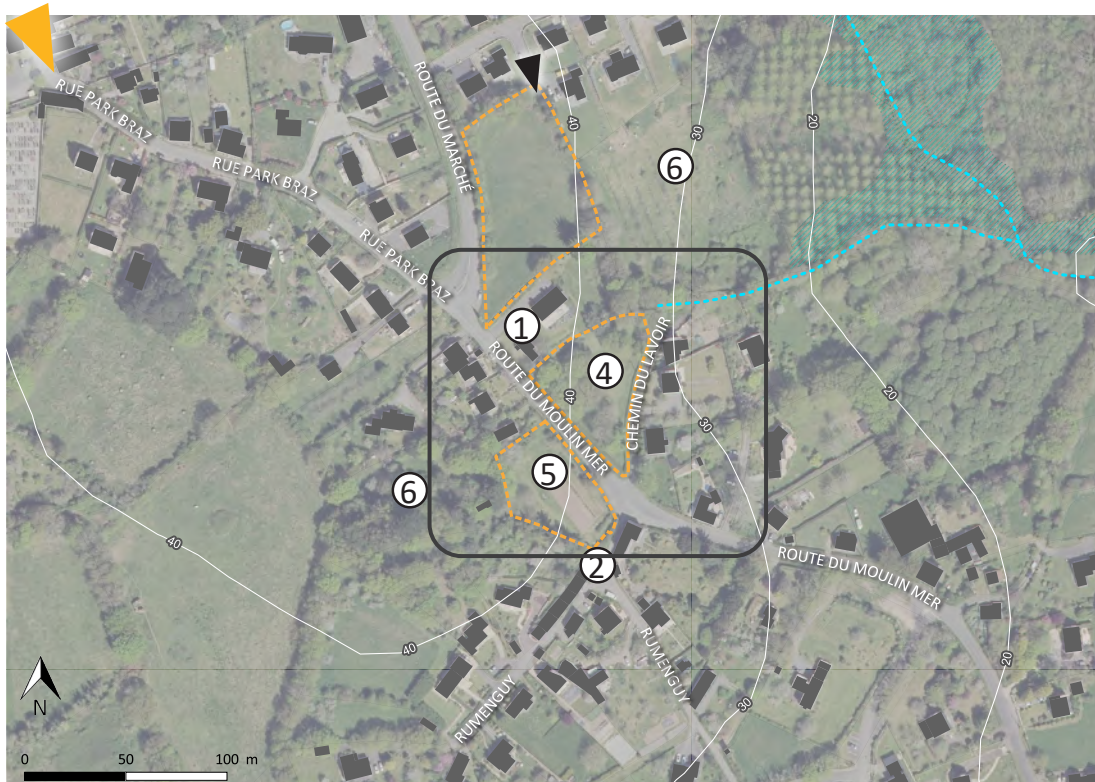 RUE PARK BRAZ
ROUTE DU MARCHÉ
40
30
20
RUE PARK BRAZ
6
RUE PARK BRAZ
1
ROUTE DU MOULIN MER
4
CHEMIN DU LAVOIR
40
30
20
5
6
40
2
ROUTE DU MOULIN MER
40
RUMENGUY
RUMENGUY
20
30
N
0 50 100 m